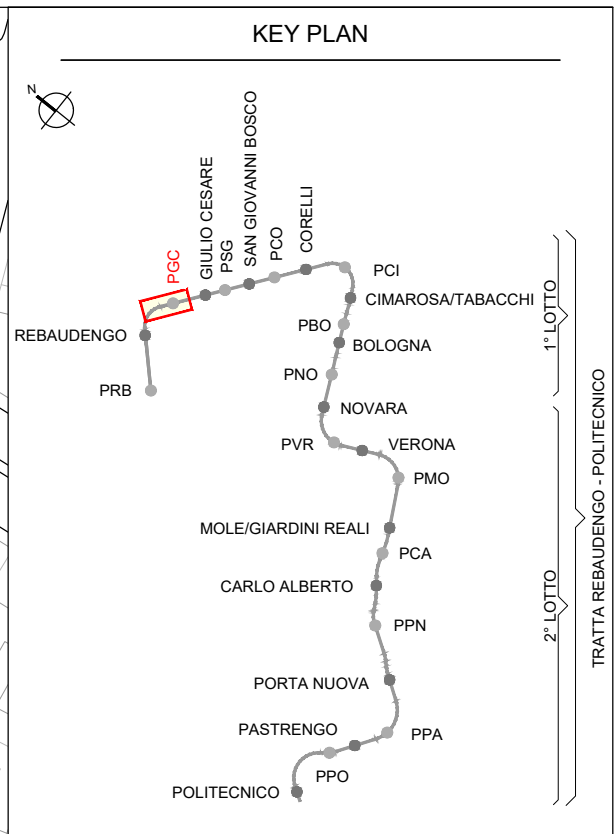 KEY PLAN
N
PGC
GIULIO CESARE
PSG
SAN GIOVANNI BOSCO
PCO
CORELLI
PCI
CIMAROSA/TABACCHI
REBAUDENGO
PBO
BOLOGNA
PRB
PNO
NOVARA
PVR
VERONA
PMO
MOLE/GIARDINI REALI
PCA
CARLO ALBERTO
PPN
PORTA NUOVA
PASTRENGO
PPA
PPO
POLITECNICO
1° LOTTO
2° LOTTO
TRATTA REBAUDENGO - POLITECNICO